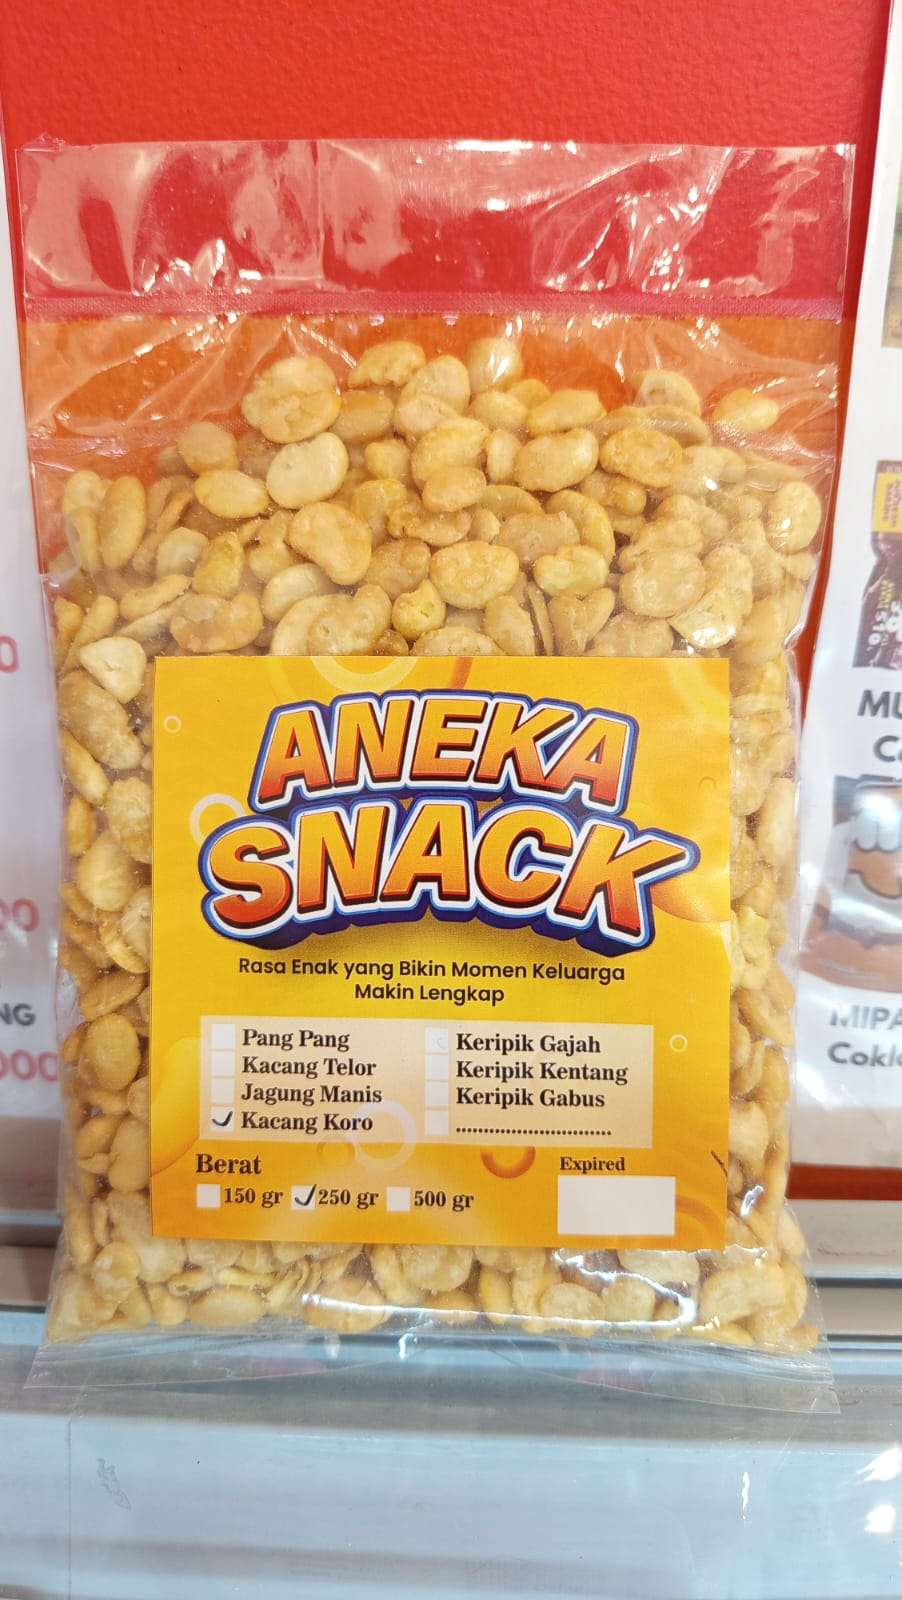 ANEKA
SNACK
Rasa Enak yang Bikin Momen Keluarga
Makin Lengkap
Pang Pang
Kacang Telor
Jagung Manis
Kacang Koro
Keripik Gajah
Keripik Kentang
Keripik Gabus
............................
Berat
150 gr
250 gr
500 gr
Expired